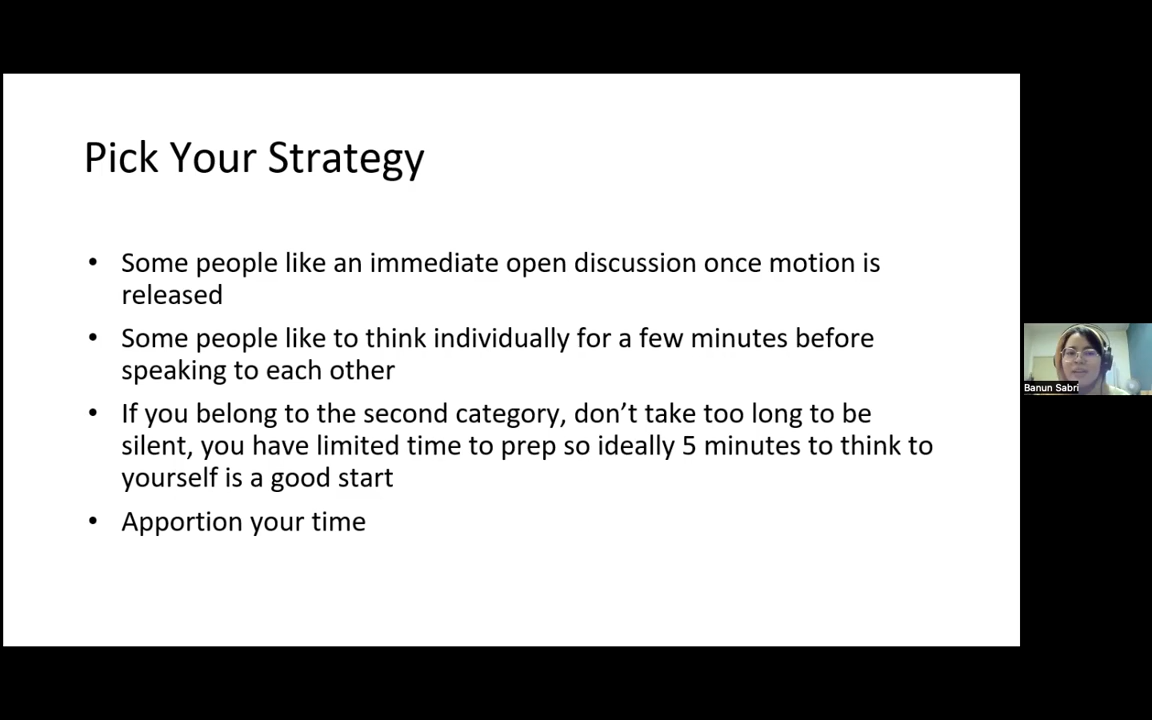 Pick Your Strategy
• Some people like an immediate open discussion once motion is
released
• Some people like to think individually for a few minutes before
speaking to each other
• If you belong to the second category, don’t take too long to be
silent, you have limited time to prep so ideally 5 minutes to think to
yourself is a good start
• Apportion your time
Banun Sabri